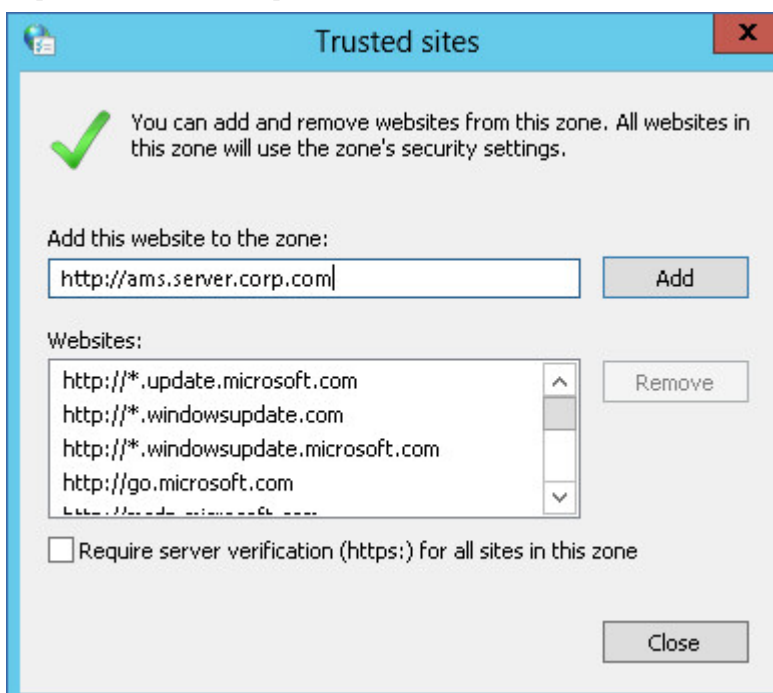 Trusted sites
x
You can add and remove websites from this zone. All websites in
this zone will use the zone's security settings.
Add this website to the zone:
http://ams.server.corp.com
Add
Websites:
http://*.update.microsoft.com
Remove
http://*.windowsupdate.com
http://*.windowsupdate.microsoft.com
http://go.microsoft.com
Require server verification (https:) for all sites in this zone
Close